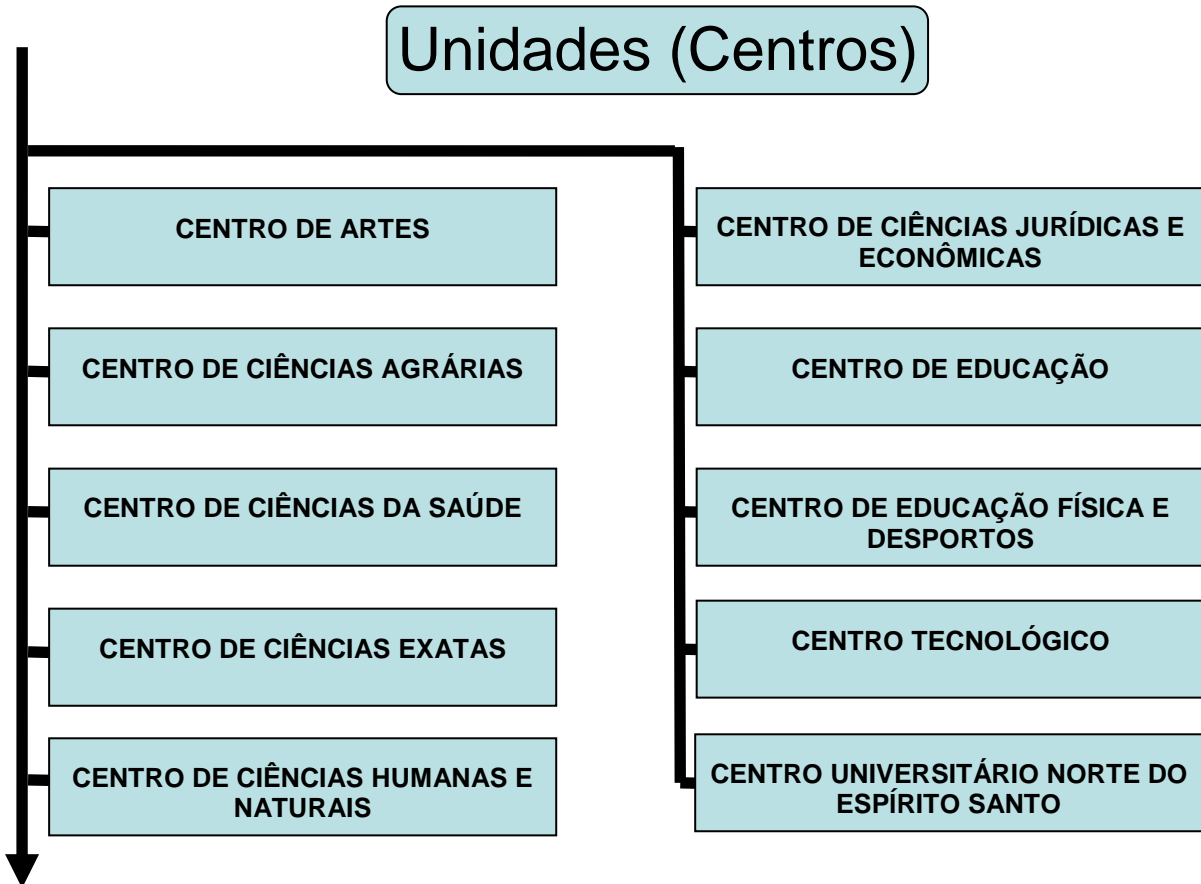 Unidades (Centros)
CENTRO DE ARTES
CENTRO DE CIÊNCIAS AGRÁRIAS
CENTRO DE CIÊNCIAS DA SAÚDE
CENTRO DE CIÊNCIAS EXATAS
CENTRO DE CIÊNCIAS HUMANAS E
NATURAIS
CENTRO DE CIÊNCIAS JURÍDICAS E
ECONÔMICAS
CENTRO DE EDUCAÇÃO
CENTRO DE EDUCAÇÃO FÍSICA E
DESPORTOS
CENTRO TECNOLÓGICO
CENTRO UNIVERSITÁRIO NORTE DO
ESPÍRITO SANTO